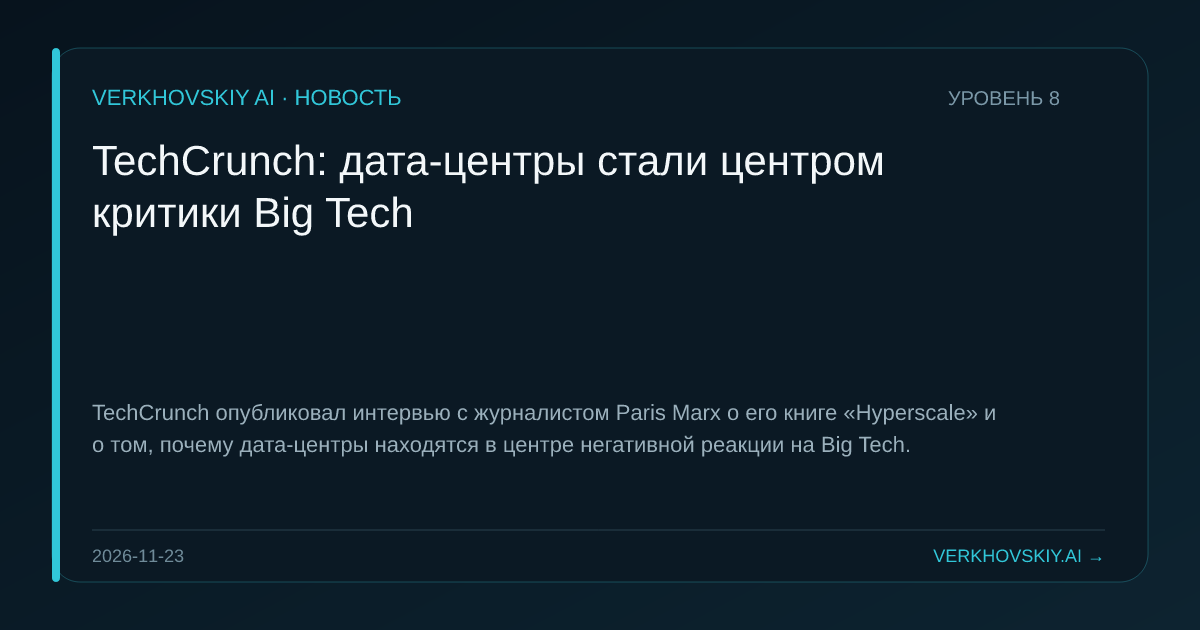 VERKHOVSKIY AI · НОВОСТЬ
УРОВЕНЬ 8
TechCrunch: дата-центры стали центром
критики Big Tech
TechCrunch опубликовал интервью с журналистом Paris Marx о его книге «Hyperscale» и
о том, почему дата-центры находятся в центре негативной реакции на Big Tech.
2026-11-23
VERKHOVSKIY.AI →